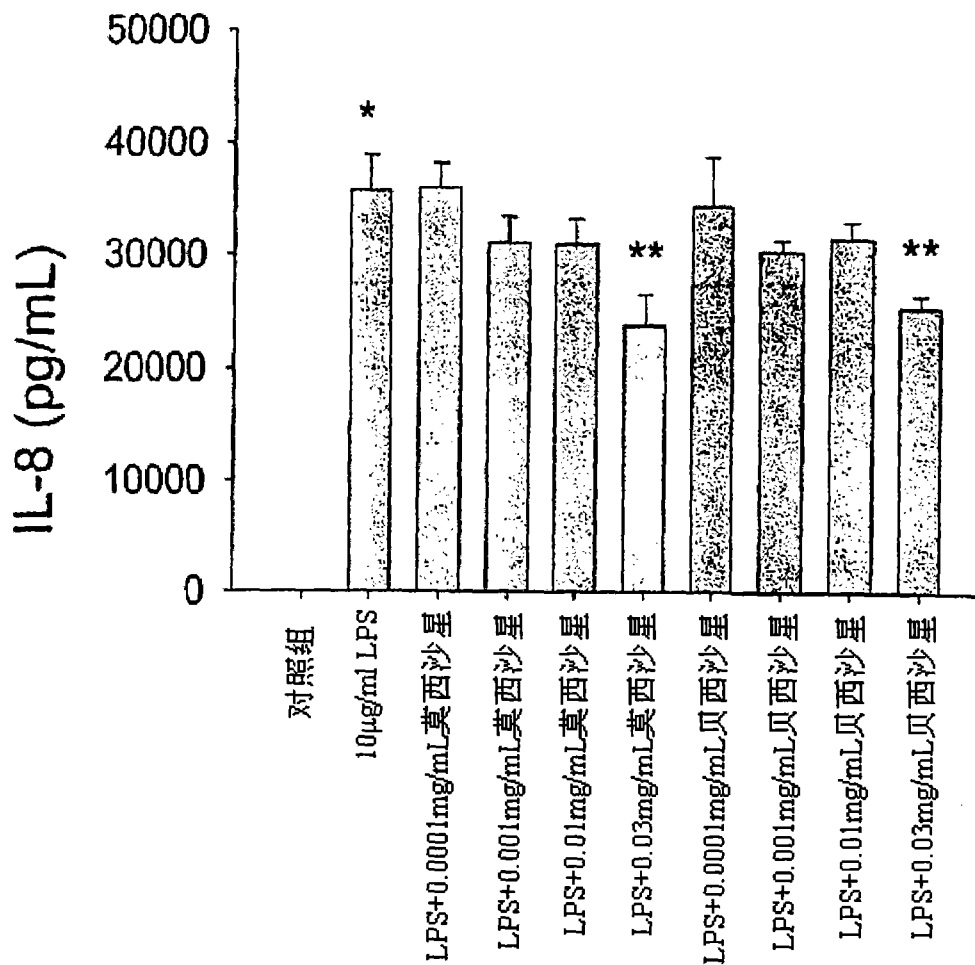 IL-8 (pg/mL)
50000
40000
30000
20000
10000
0
*
**
**
对照组
10μg/ml LPS
LPS+0.0001mg/mL莫西沙星
LPS+0.001mg/mL莫西沙星
LPS+0.01mg/mL莫西沙星
LPS+0.03mg/mL莫西沙星
LPS+0.0001mg/mL贝西沙星
LPS+0.001mg/mL贝西沙星
LPS+0.01mg/mL贝西沙星
LPS+0.03mg/mL贝西沙星